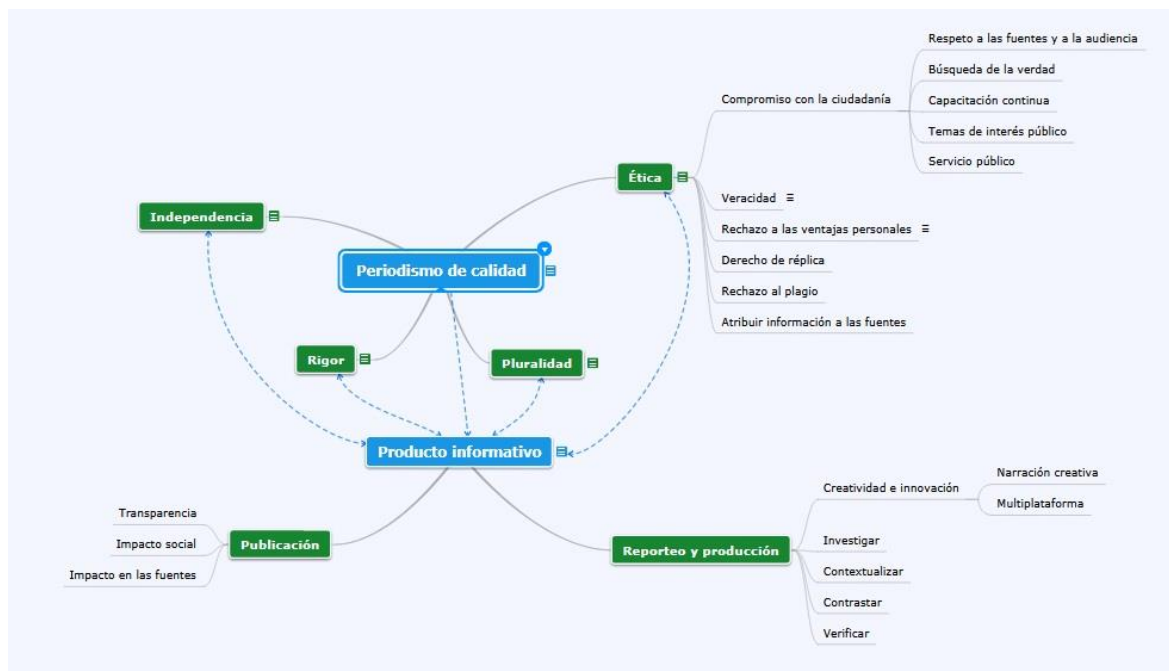 Respeto a las fuentes y a la audiencia
Búsqueda de la verdad
Compromiso con la ciudadanía
Capacitación continua
Temas de interés público
Servicio público
Ética
Veracidad
Rechazo a las ventajas personales
Derecho de réplica
Rechazo al plagio
Atribuir información a las fuentes
Independencia
Periodismo de calidad
Rigor
Pluralidad
Producto informativo
Transparencia
Impacto social
Impacto en las fuentes
Publicación
Reporteo y producción
Creatividad e innovación
Narración creativa
Multiplataforma
Investigar
Contextualizar
Contrastar
Verificar